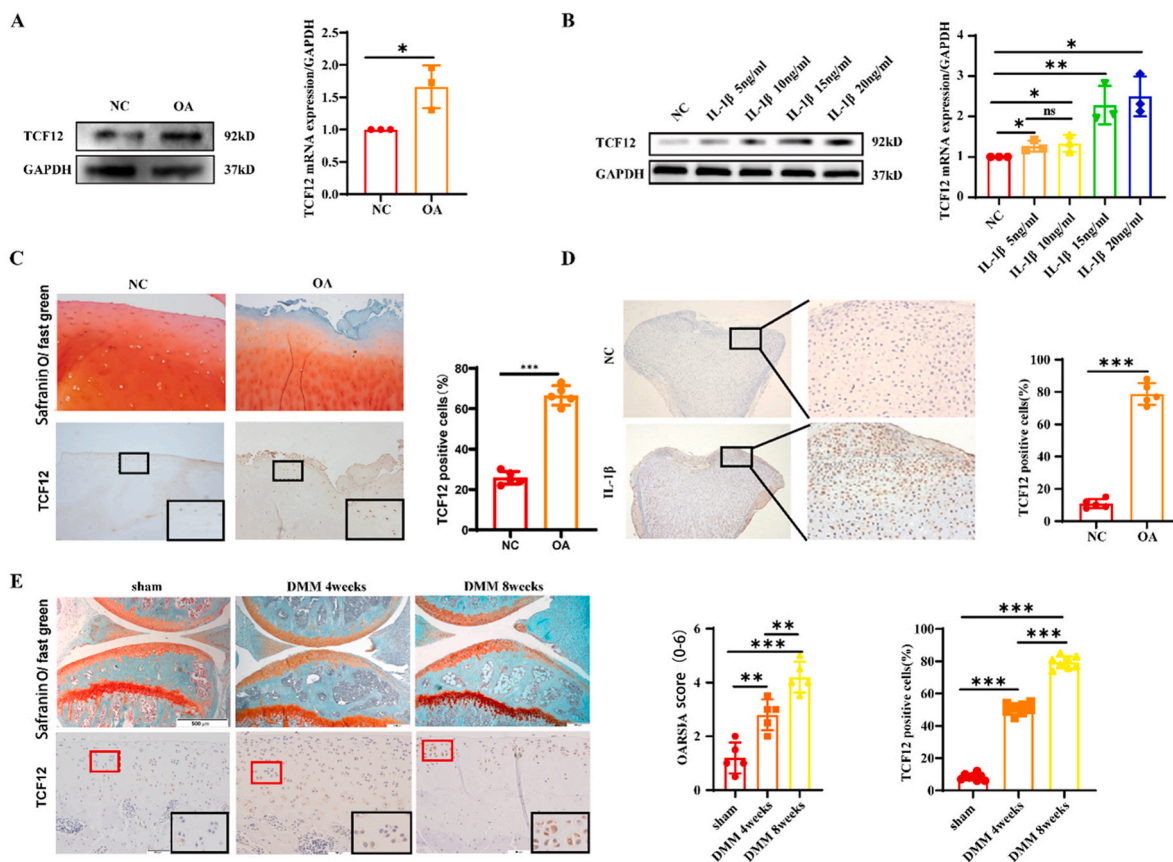 A
NC OA
TCF12 92kD
GAPDH 37kD
TCF12 mRNA expression/GAPDH
2.5
2.0
1.5
1.0
0.5
0.0
*
NC OA
B
NC IL-1β 5ng/ml IL-1β 10ng/ml IL-1β 15ng/ml IL-1β 20ng/ml
TCF12 92kD
GAPDH 37kD
TCF12 mRNA expression/GAPDH
4
3
2
1
0
*
**
*
ns
*
NC IL-1β 5ng/ml IL-1β 10ng/ml IL-1β 15ng/ml IL-1β 20ng/ml
C
NC OA
Safranin O/ fast green
TCF12
TCF12 positive cells(%)
80
60
40
20
0
***
NC OA
D
NC
IL-1β
TCF12 positive cells(%)
100
80
60
40
20
0
***
NC OA
E
sham DMM 4weeks DMM 8weeks
Safranin O/ fast green
500 μm
TCF12
OARSIA score (0-6)
6
4
2
0
**
***
**
sham DMM 4weeks DMM 8weeks
TCF12 positive cells(%)
100
80
60
40
20
0
***
***
***
sham DMM 4weeks DMM 8weeks